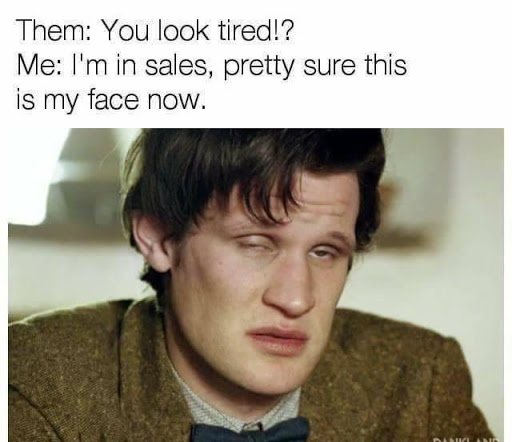 Them: You look tired!?
Me: I'm in sales, pretty sure this
is my face now.